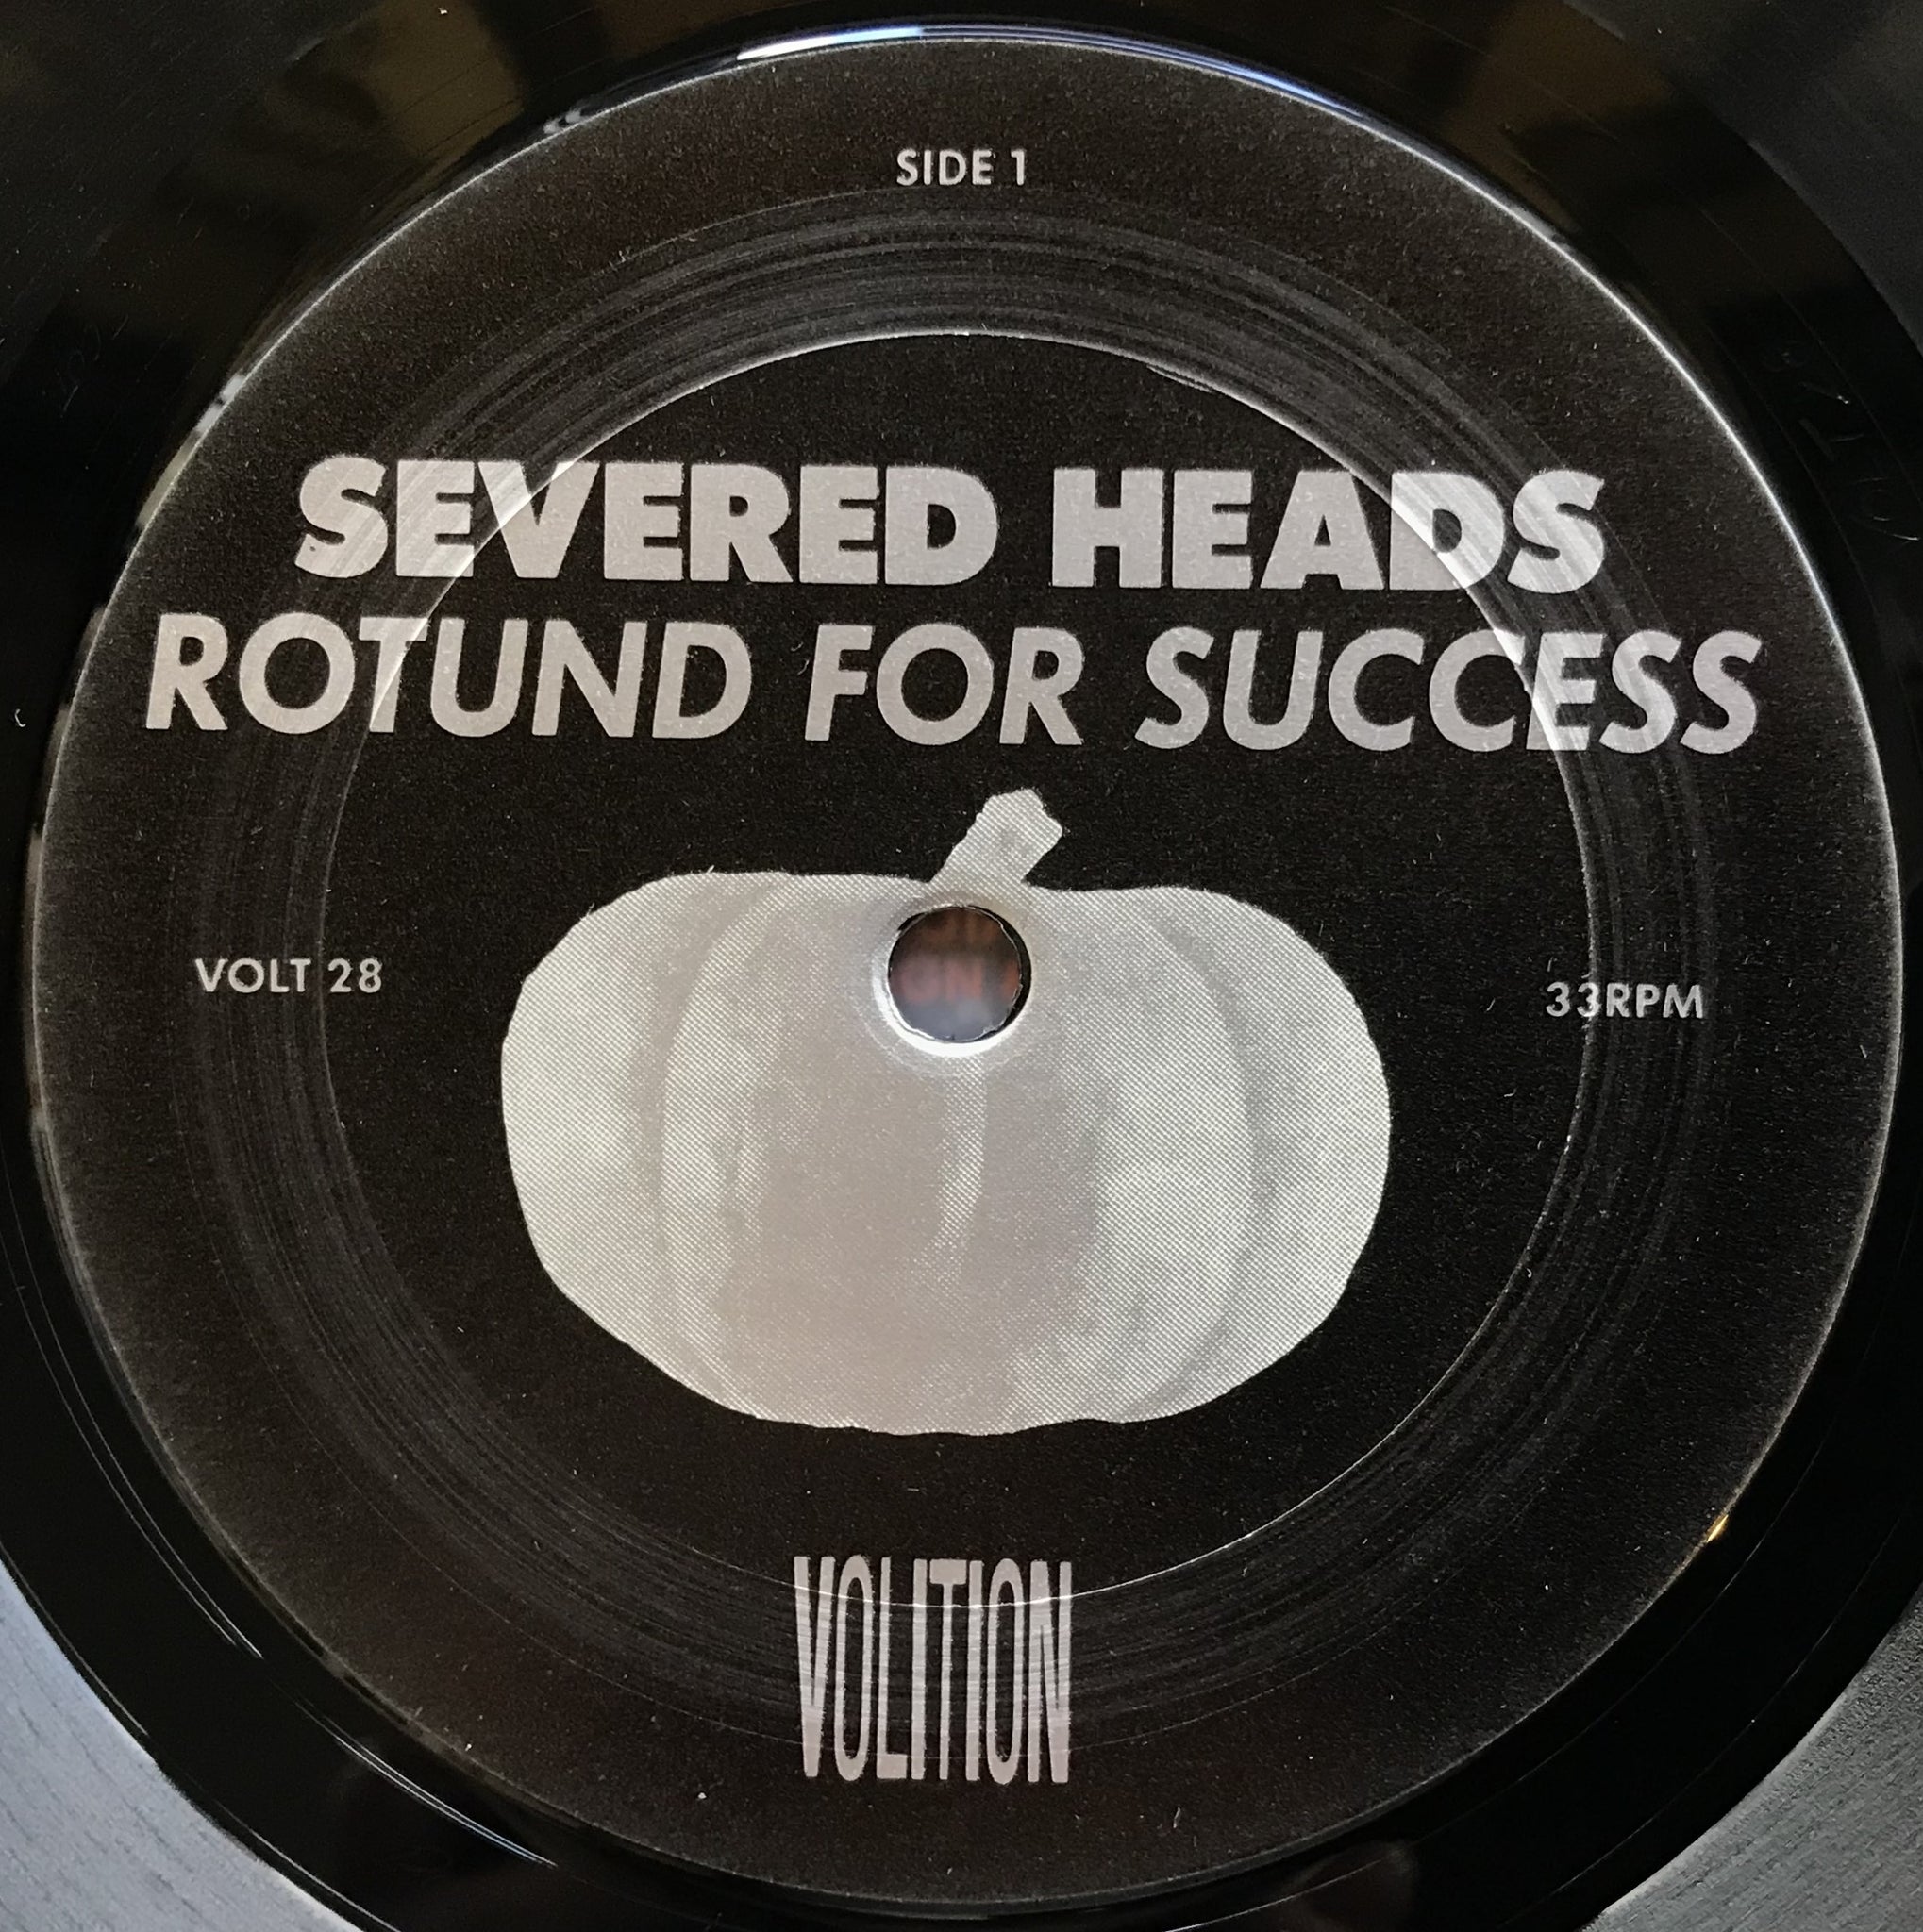 SIDE 1
SEVERED HEADS
ROTUND FOR SUCCESS
VOLT 28
33RPM
VOLITION